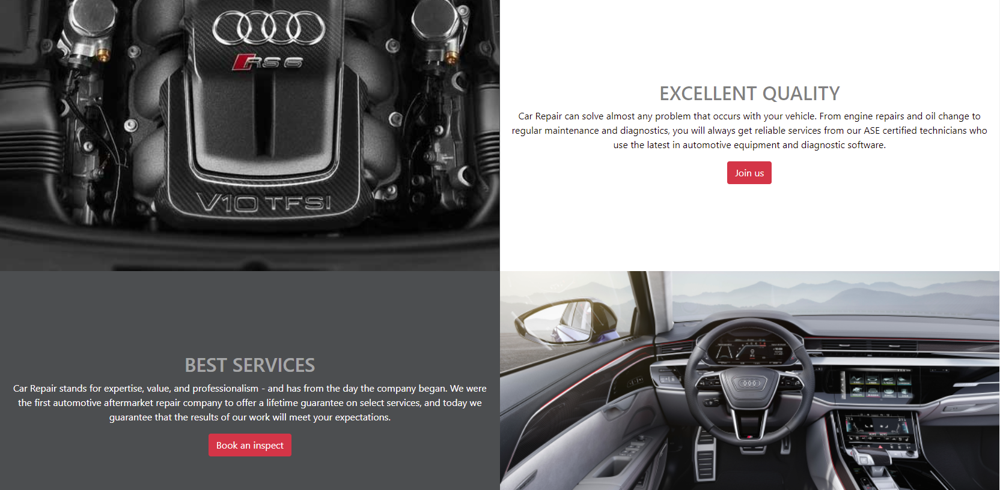 RS 6
V10 TFSI
EXCELLENT QUALITY
Car Repair can solve almost any problem that occurs with your vehicle. From engine repairs and oil change to
regular maintenance and diagnostics, you will always get reliable services from our ASE certified technicians who
use the latest in automotive equipment and diagnostic software.
Join us
BEST SERVICES
Car Repair stands for expertise, value, and professionalism - and has from the day the company began. We were
the first automotive aftermarket repair company to offer a lifetime guarantee on select services, and today we
guarantee that the results of our work will meet your expectations.
Book an inspect